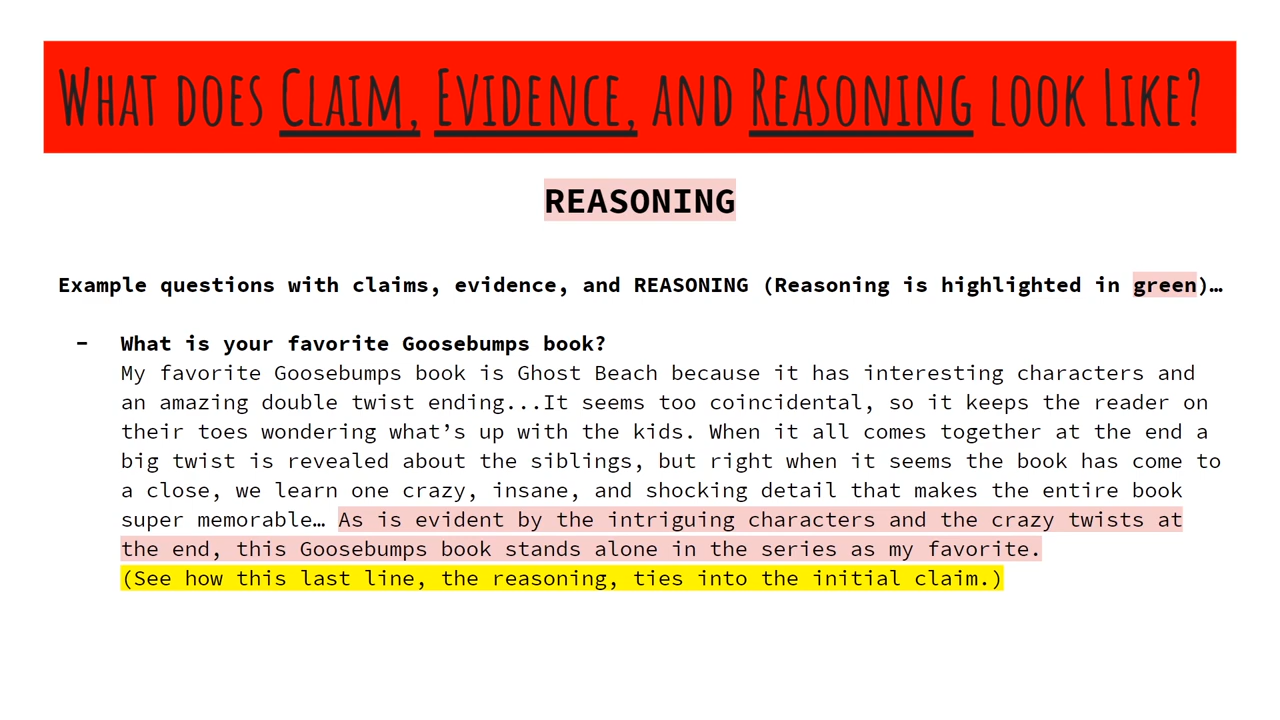 What does Claim, Evidence, and Reasoning look Like?
REASONING
Example questions with claims, evidence, and REASONING (Reasoning is highlighted in green)…
- What is your favorite Goosebumps book?
My favorite Goosebumps book is Ghost Beach because it has interesting characters and
an amazing double twist ending...It seems too coincidental, so it keeps the reader on
their toes wondering what’s up with the kids. When it all comes together at the end a
big twist is revealed about the siblings, but right when it seems the book has come to
a close, we learn one crazy, insane, and shocking detail that makes the entire book
super memorable… As is evident by the intriguing characters and the crazy twists at
the end, this Goosebumps book stands alone in the series as my favorite.
(See how this last line, the reasoning, ties into the initial claim.)